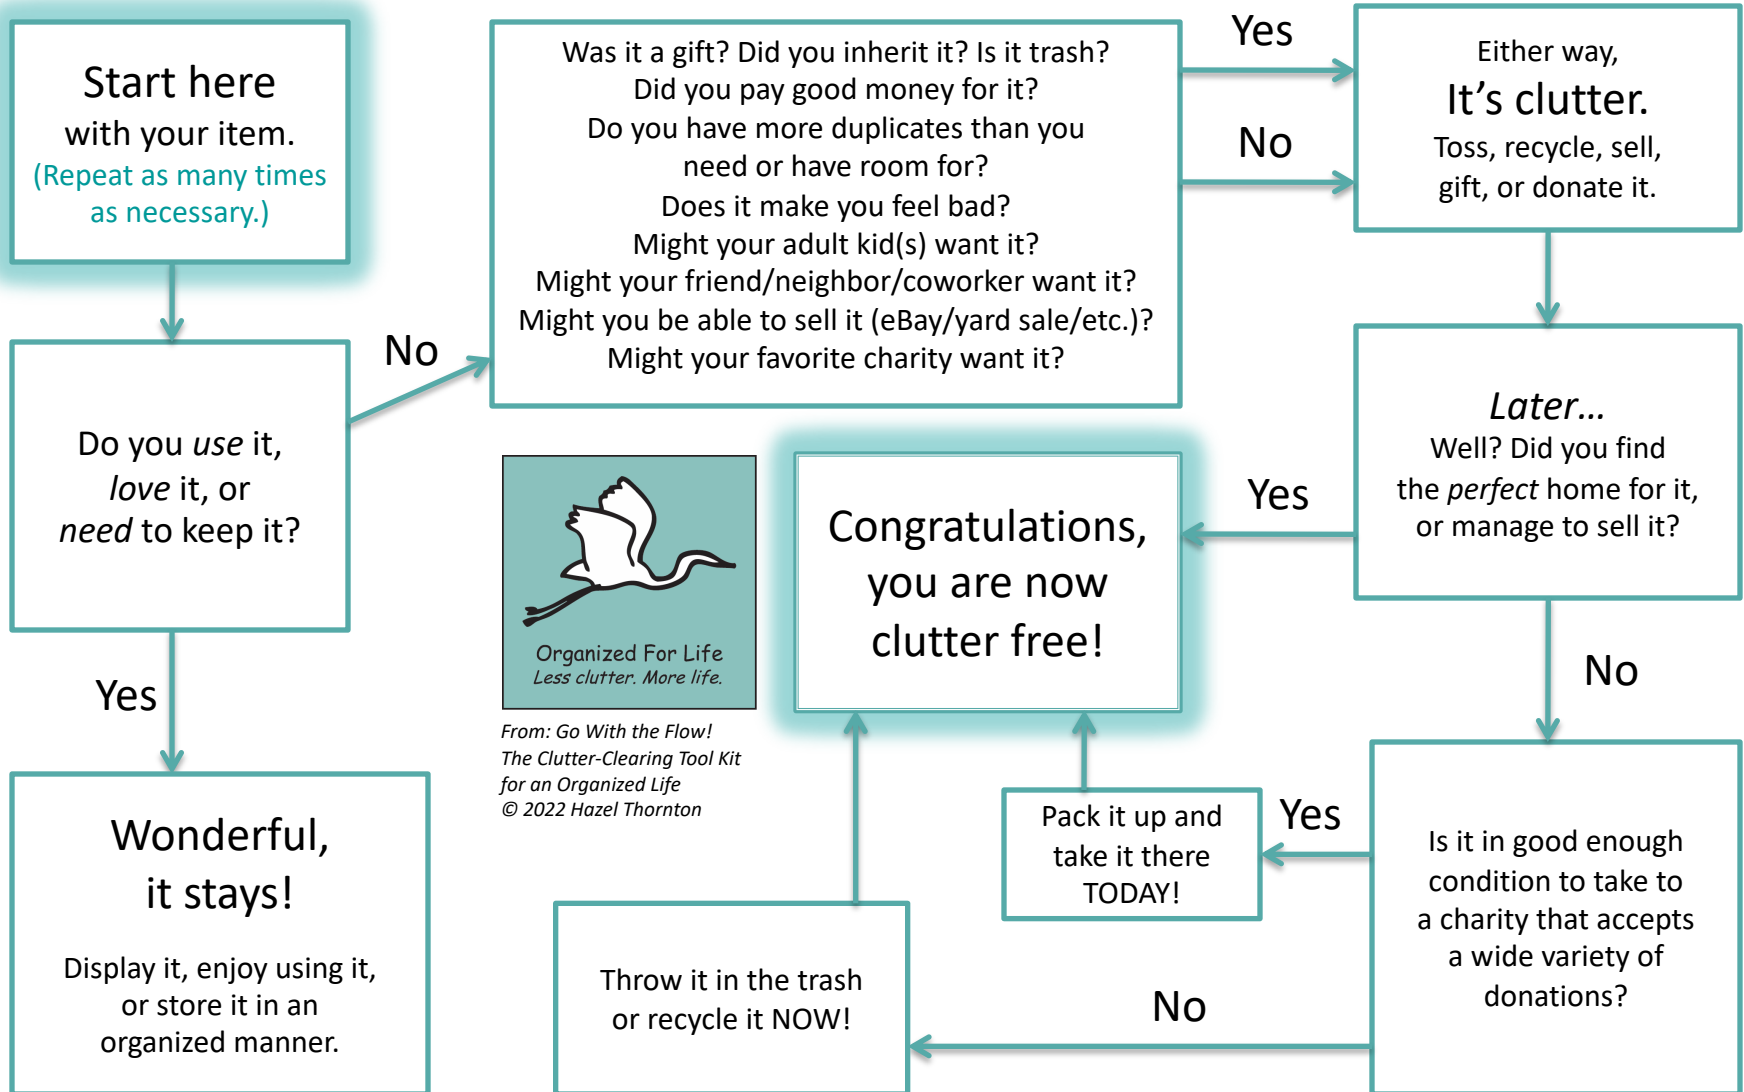 Start here
with your item.
(Repeat as many times
as necessary.)
Do you use it,
love it, or
need to keep it?
No
Yes
Wonderful,
it stays!
Display it, enjoy using it,
or store it in an
organized manner.
Was it a gift? Did you inherit it? Is it trash?
Did you pay good money for it?
Do you have more duplicates than you
need or have room for?
Does it make you feel bad?
Might your adult kid(s) want it?
Might your friend/neighbor/coworker want it?
Might you be able to sell it (eBay/yard sale/etc.)?
Might your favorite charity want it?
Yes
No
Either way,
It's clutter.
Toss, recycle, sell,
gift, or donate it.
Later...
Well? Did you find
the perfect home for it,
or manage to sell it?
Yes
No
Congratulations,
you are now
clutter free!
Organized For Life
Less clutter. More life.
From: Go With the Flow!
The Clutter-Clearing Tool Kit
for an Organized Life
© 2022 Hazel Thornton
Is it in good enough
condition to take to
a charity that accepts
a wide variety of
donations?
Yes
Pack it up and
take it there
TODAY!
No
Throw it in the trash
or recycle it NOW!